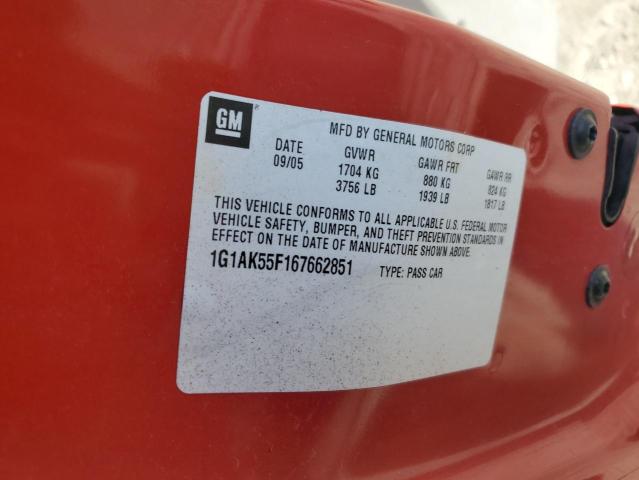 GM
MFD BY GENERAL MOTORS CORP
DATE GVWR GAWR FRT GAWR RR
09/05 1704 KG 880 KG 824 KG
3756 LB 1939 LB 1817 LB
THIS VEHICLE CONFORMS TO ALL APPLICABLE U.S. FEDERAL MOTOR
VEHICLE SAFETY, BUMPER, AND THEFT PREVENTION STANDARDS IN
EFFECT ON THE DATE OF MANUFACTURE SHOWN ABOVE.
1G1AK55F167662851 TYPE: PASS CAR